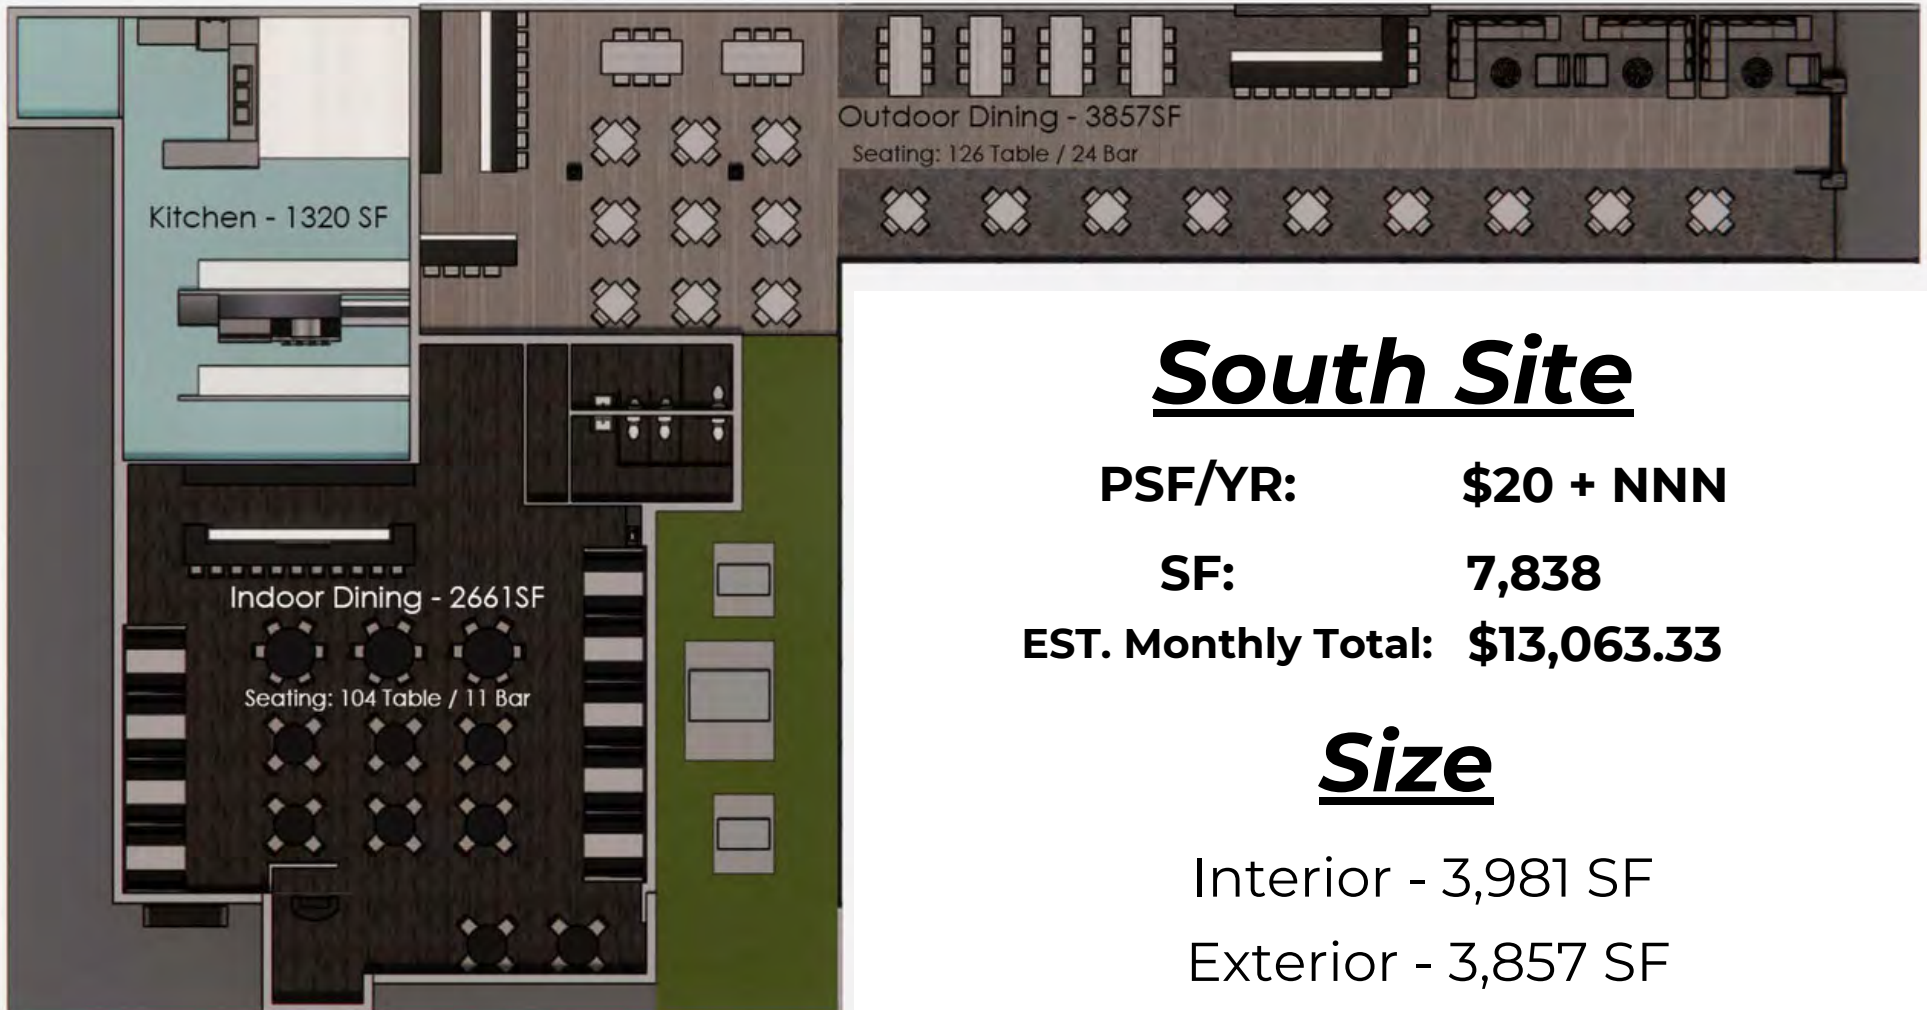 Outdoor Dining - 3857SF
Seating: 126 Table / 24 Bar
Kitchen - 1320 SF
Indoor Dining - 2661SF
Seating: 104 Table / 11 Bar
South Site
PSF/YR: $20 + NNN
SF: 7,838
EST. Monthly Total: $13,063.33
Size
Interior - 3,981 SF
Exterior - 3,857 SF